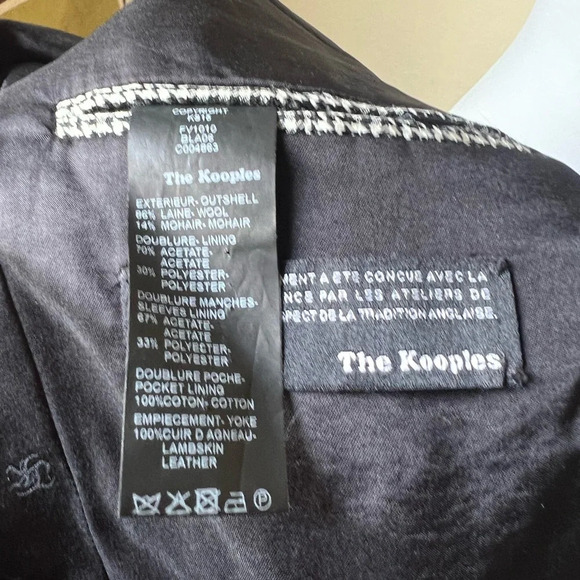 COPYRIGHT
KS16
FV1010
BLA06
C004863
The Kooples
EXTERIEUR- OUTSHELL
86% LAINE- WOOL
14% MOHAIR- MOHAIR
DOUBLURE- LINING
70% ACETATE-
ACETATE
30% POLYESTER-
POLYESTER
DOUBLURE MANCHES-
SLEEVES LINING
67% ACETATE-
ACETATE
33% POLYESTER-
POLYESTER
DOUBLURE POCHE-
POCKET LINING
100%COTON- COTTON
EMPIECEMENT- YOKE
100%CUIR D AGNEAU-
LAMBSKIN
LEATHER
P
MENT A ETE CONCUE AVEC LA
NCE PAR LES ATELIERS DE
PECT DE LA TRADITION ANGLAISE.
The Kooples